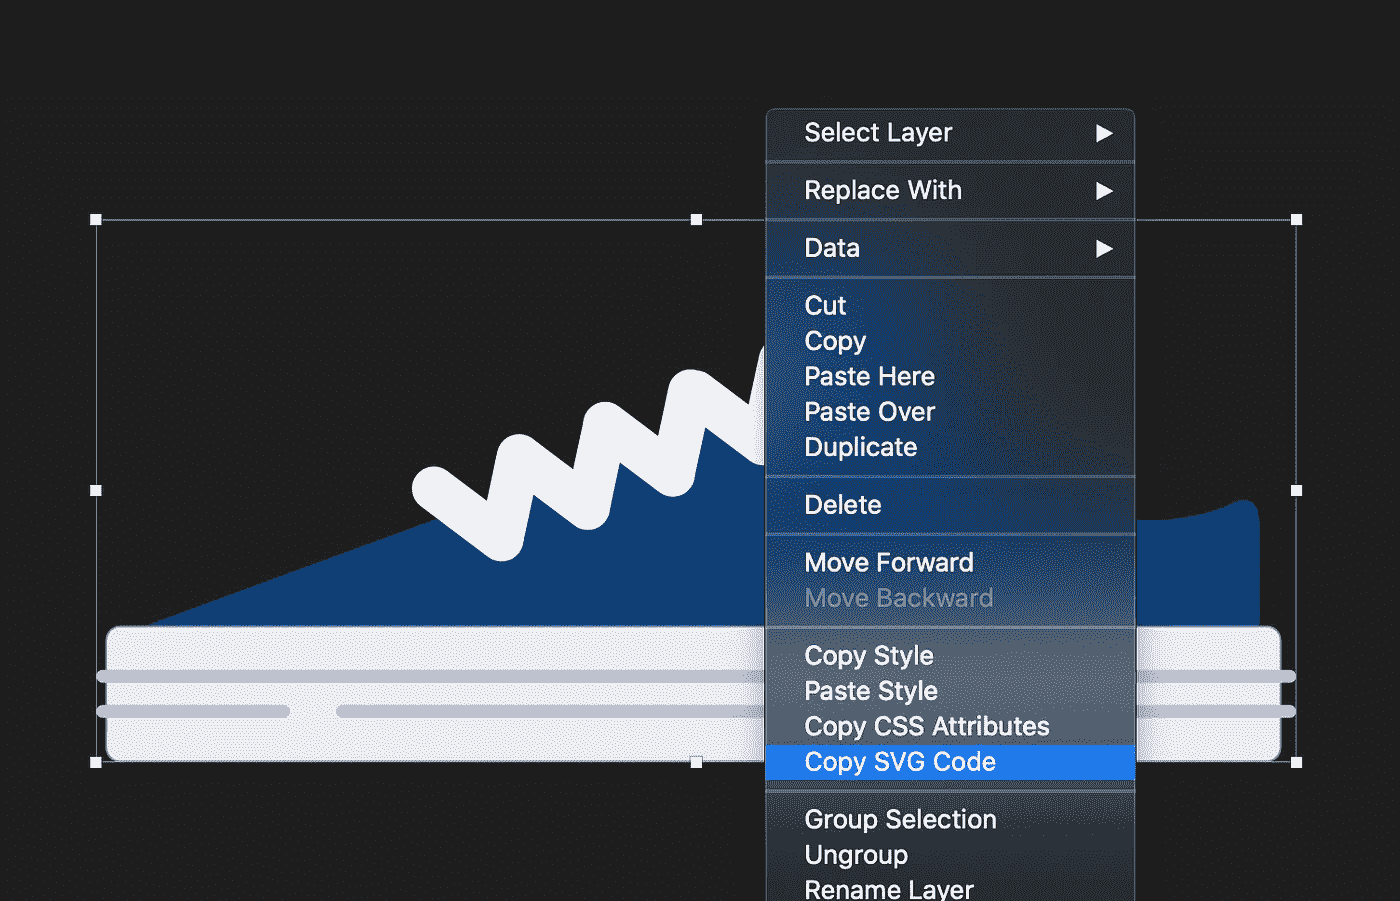 Select Layer
Replace With
Data
Cut
Copy
Paste Here
Paste Over
Duplicate
Delete
Move Forward
Move Backward
Copy Style
Paste Style
Copy CSS Attributes
Copy SVG Code
Group Selection
Ungroup
Rename Layer